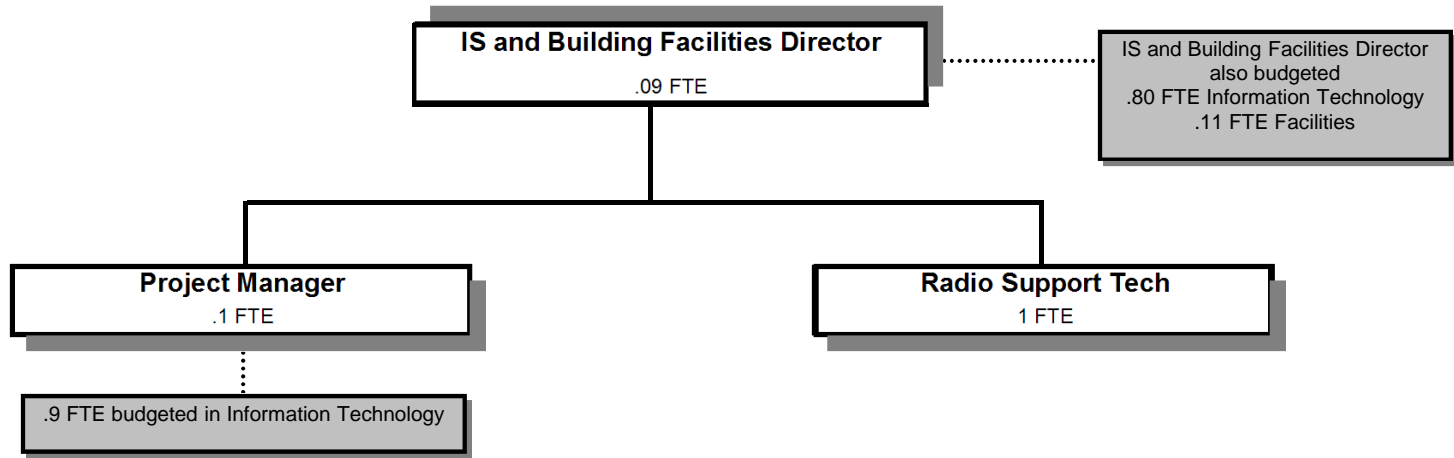 IS and Building Facilities Director
.09 FTE
IS and Building Facilities Director
also budgeted
.80 FTE Information Technology
.11 FTE Facilities
Project Manager
.1 FTE
Radio Support Tech
1 FTE
.9 FTE budgeted in Information Technology